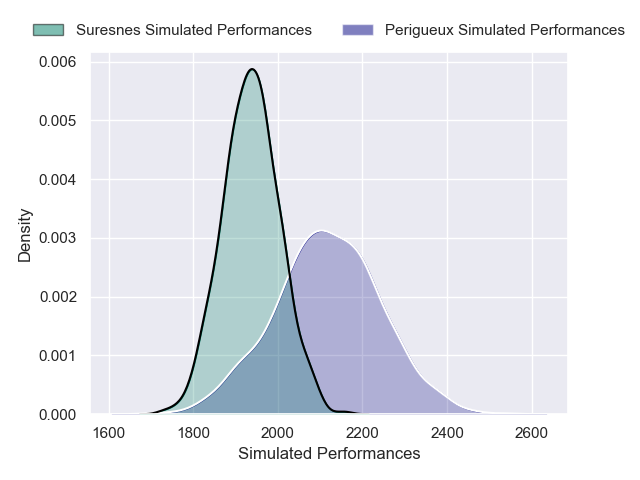 Suresnes Simulated Performances Perigueux Simulated Performances
0.006
0.005
0.004
0.003
0.002
0.001
0.000
Density
1600 1800 2000 2200 2400 2600
Simulated Performances